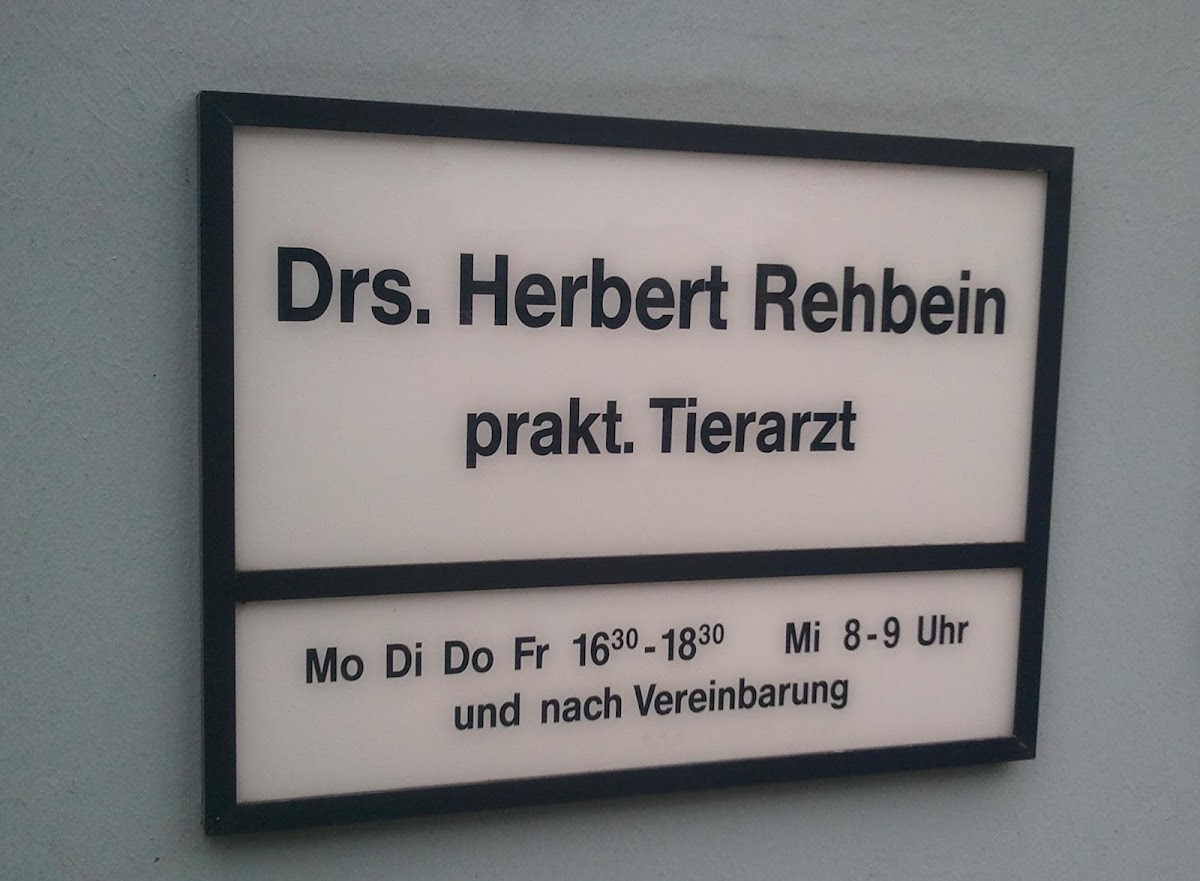 Drs. Herbert Rehbein
prakt. Tierarzt
Mo Di Do Fr 16³⁰-18³⁰ Mi 8-9 Uhr
und nach Vereinbarung